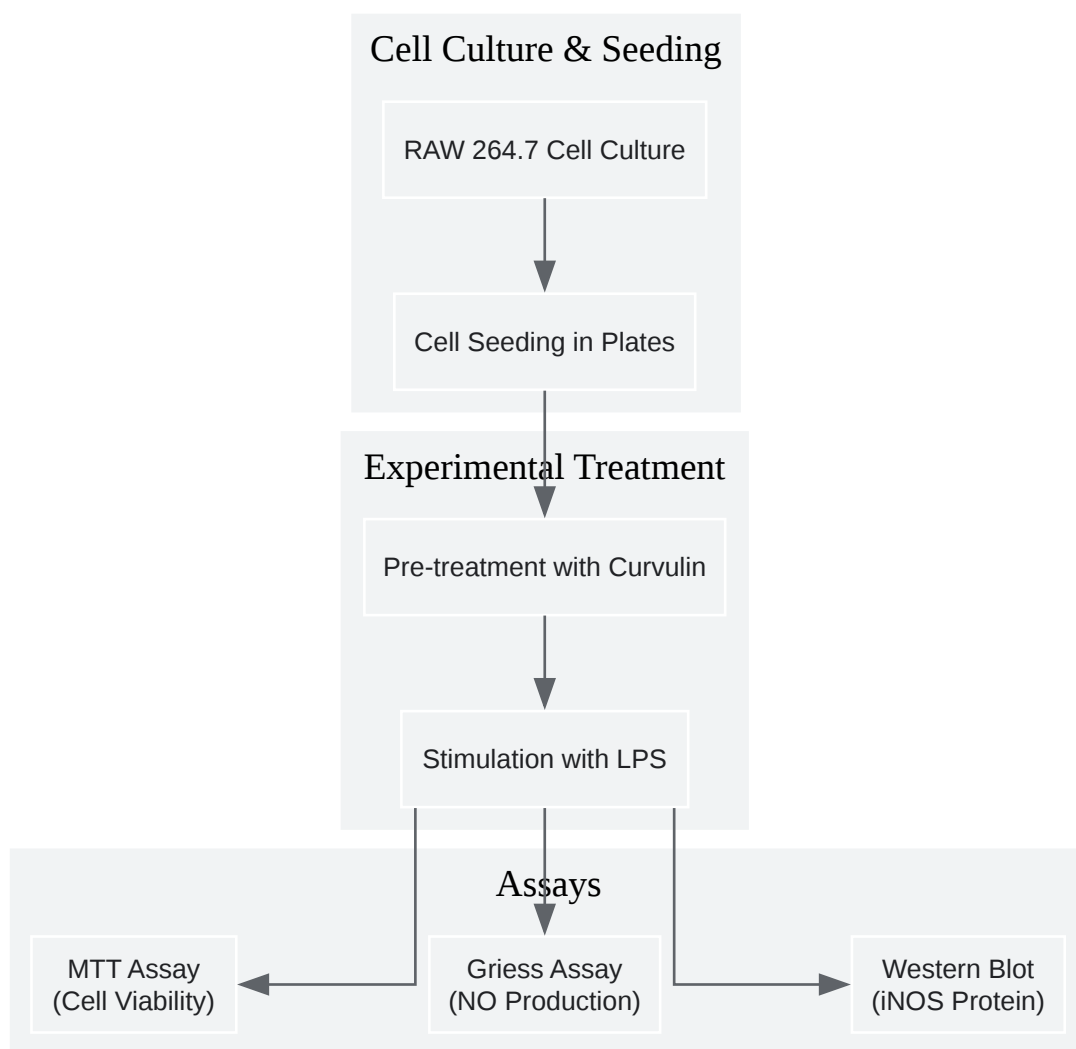 Cell Culture & Seeding
RAW 264.7 Cell Culture
Cell Seeding in Plates
Experimental Treatment
Pre-treatment with Curvulin
Stimulation with LPS
Assays
MTT Assay
(Cell Viability)
Griess Assay
(NO Production)
Western Blot
(iNOS Protein)